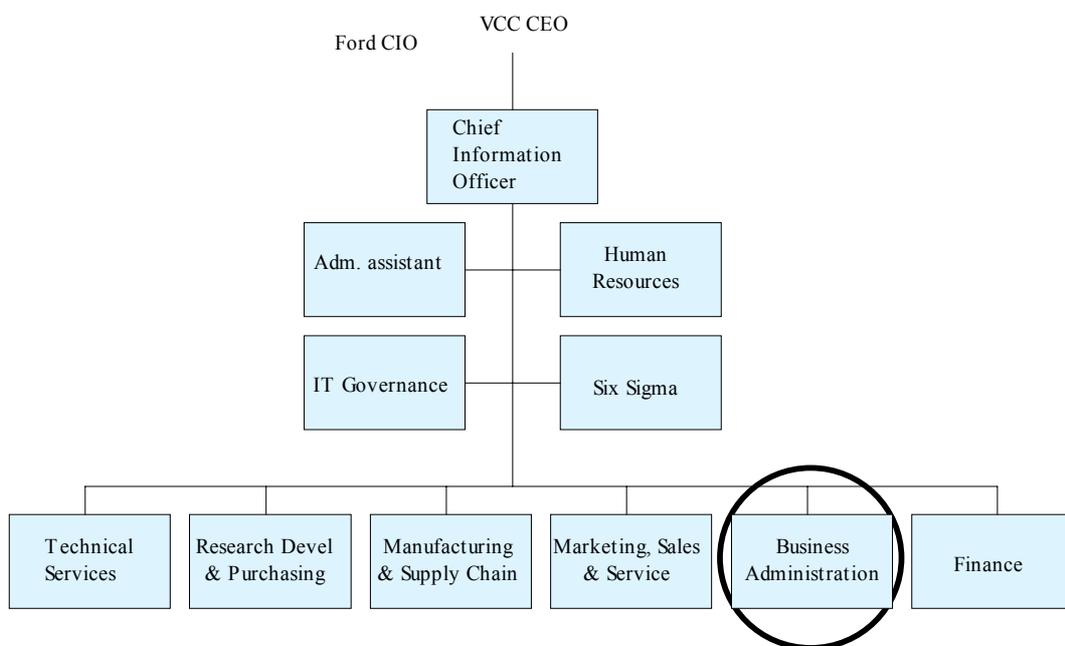 VCC CEO
Ford CIO
Chief
Information
Officer
Adm. assistant
Human
Resources
IT Governance
Six Sigma
Technical
Services
Research Devel
& Purchasing
Manufacturing
& Supply Chain
Marketing, Sales
& Service
Business
Administration
Finance